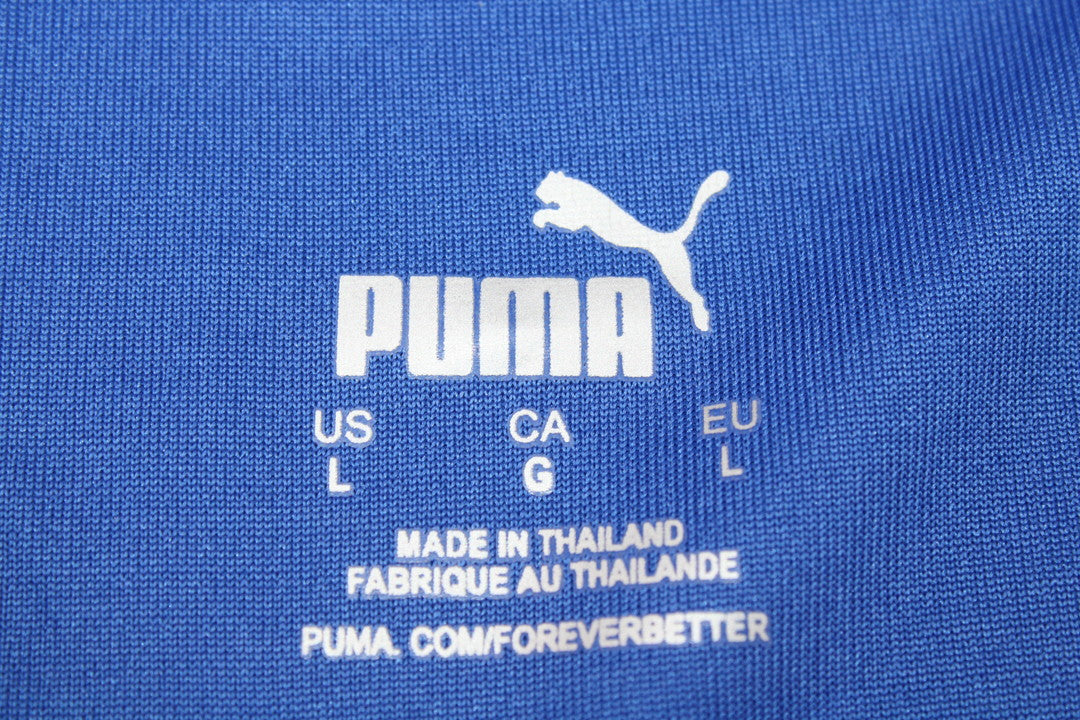 PUMA
US CA EU
L G L
MADE IN THAILAND
FABRIQUE AU THAILANDE
PUMA. COM/FOREVERBETTER